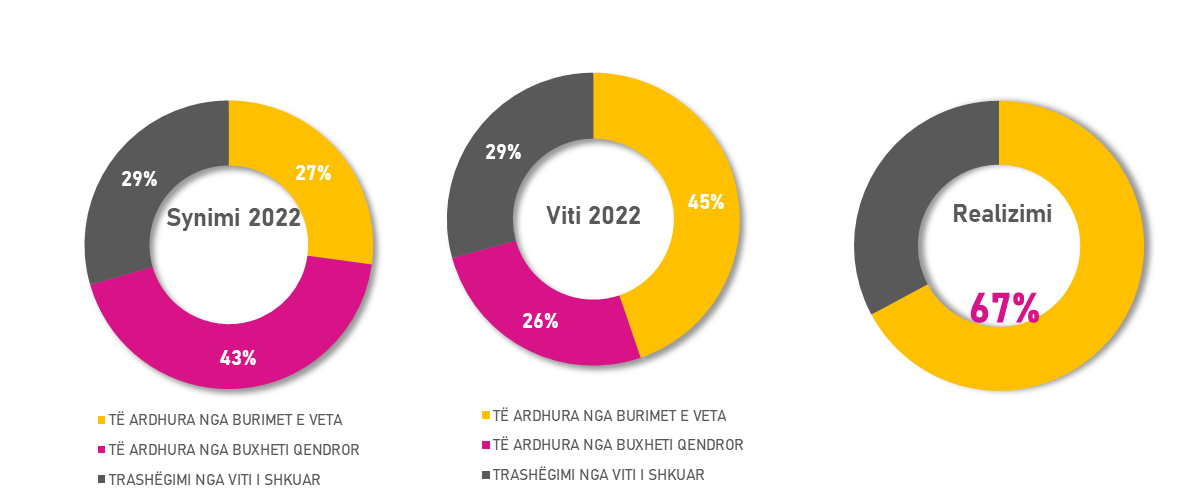 29%
27%
Synimi 2022
43%
TË ARDHURA NGA BURIMET E VETA
TË ARDHURA NGA BUXHETI QENDROR
TRASHËGIMI NGA VITI I SHKUAR
29%
45%
Viti 2022
26%
TË ARDHURA NGA BURIMET E VETA
TË ARDHURA NGA BUXHETI QENDROR
TRASHËGIMI NGA VITI I SHKUAR
Realizimi
67%